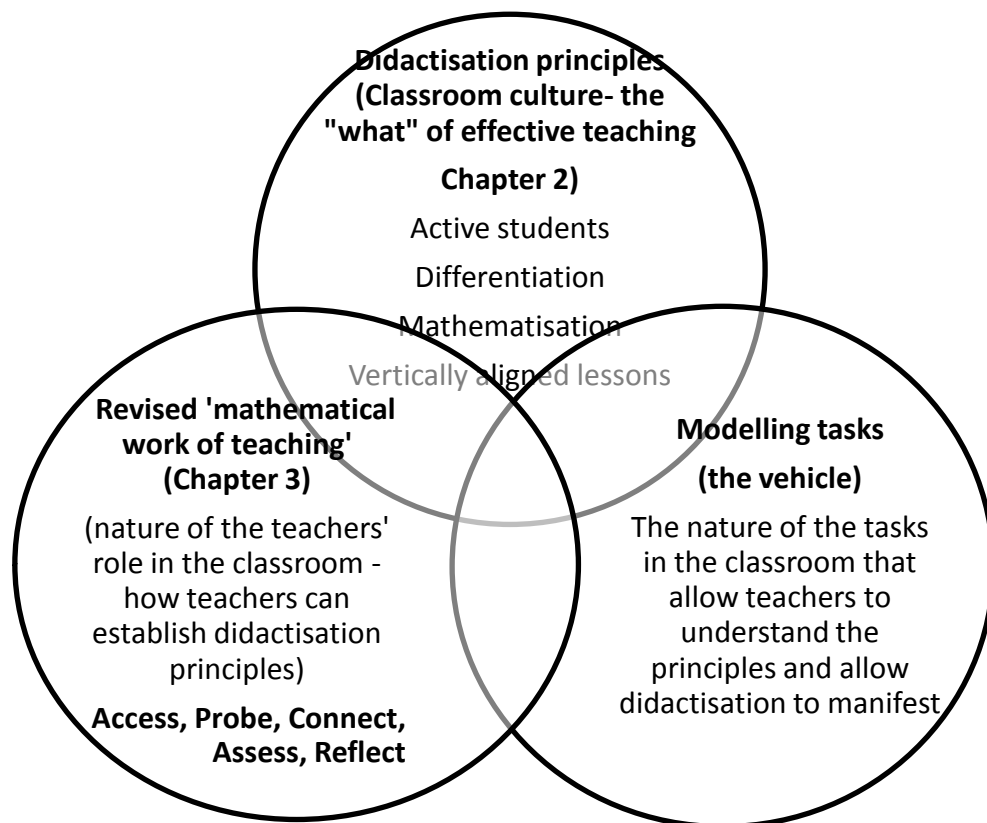 Didactisation principles
(Classroom culture- the
"what" of effective teaching
Chapter 2)
Active students
Differentiation
Mathematisation
Vertically aligned lessons
Revised 'mathematical
work of teaching'
(Chapter 3)
(nature of the teachers'
role in the classroom -
how teachers can
establish didactisation
principles)
Access, Probe, Connect,
Assess, Reflect
Modelling tasks
(the vehicle)
The nature of the tasks
in the classroom that
allow teachers to
understand the
principles and allow
didactisation to manifest